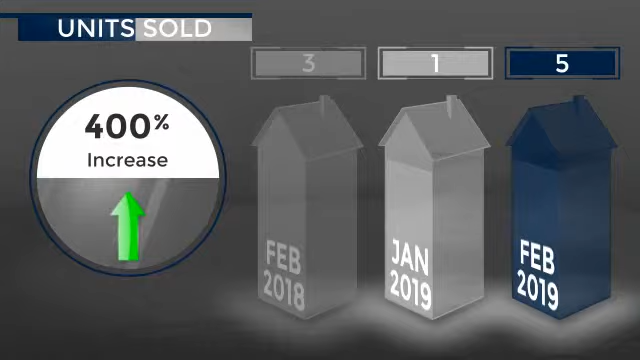 UNITS SOLD
3
1
5
400%
Increase
FEB
2018
JAN
2019
FEB
2019